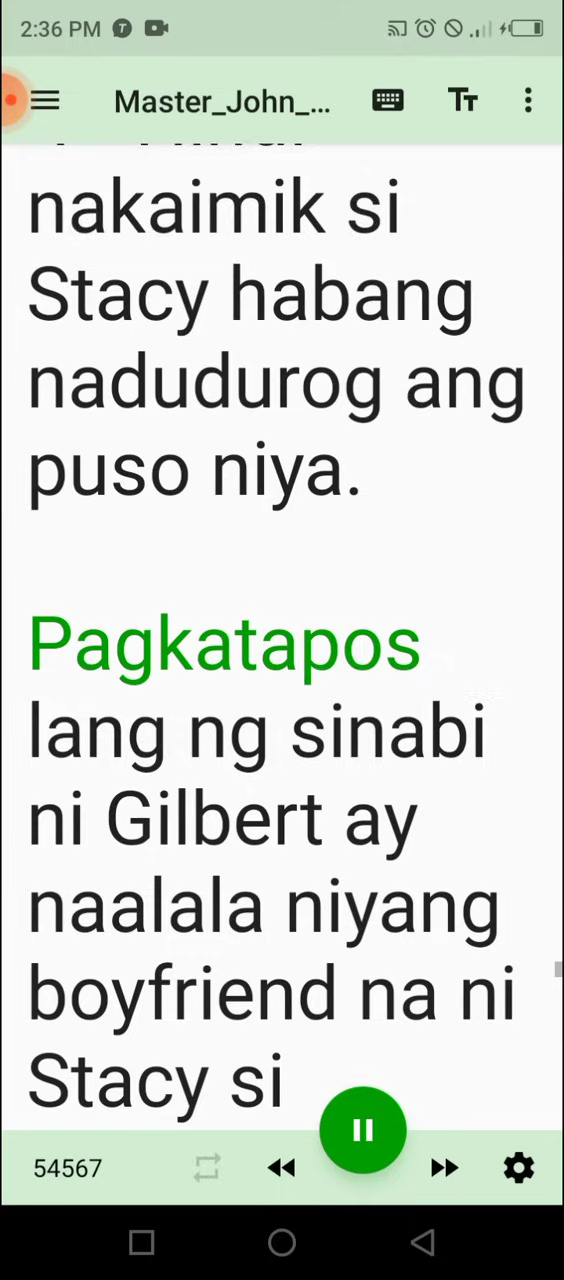 2:36 PM
Master_John_...
nakaimik si
Stacy habang
nadudurog ang
puso niya.
Pagkatapos
lang ng sinabi
ni Gilbert ay
naalala niyang
boyfriend na ni
Stacy si
54567